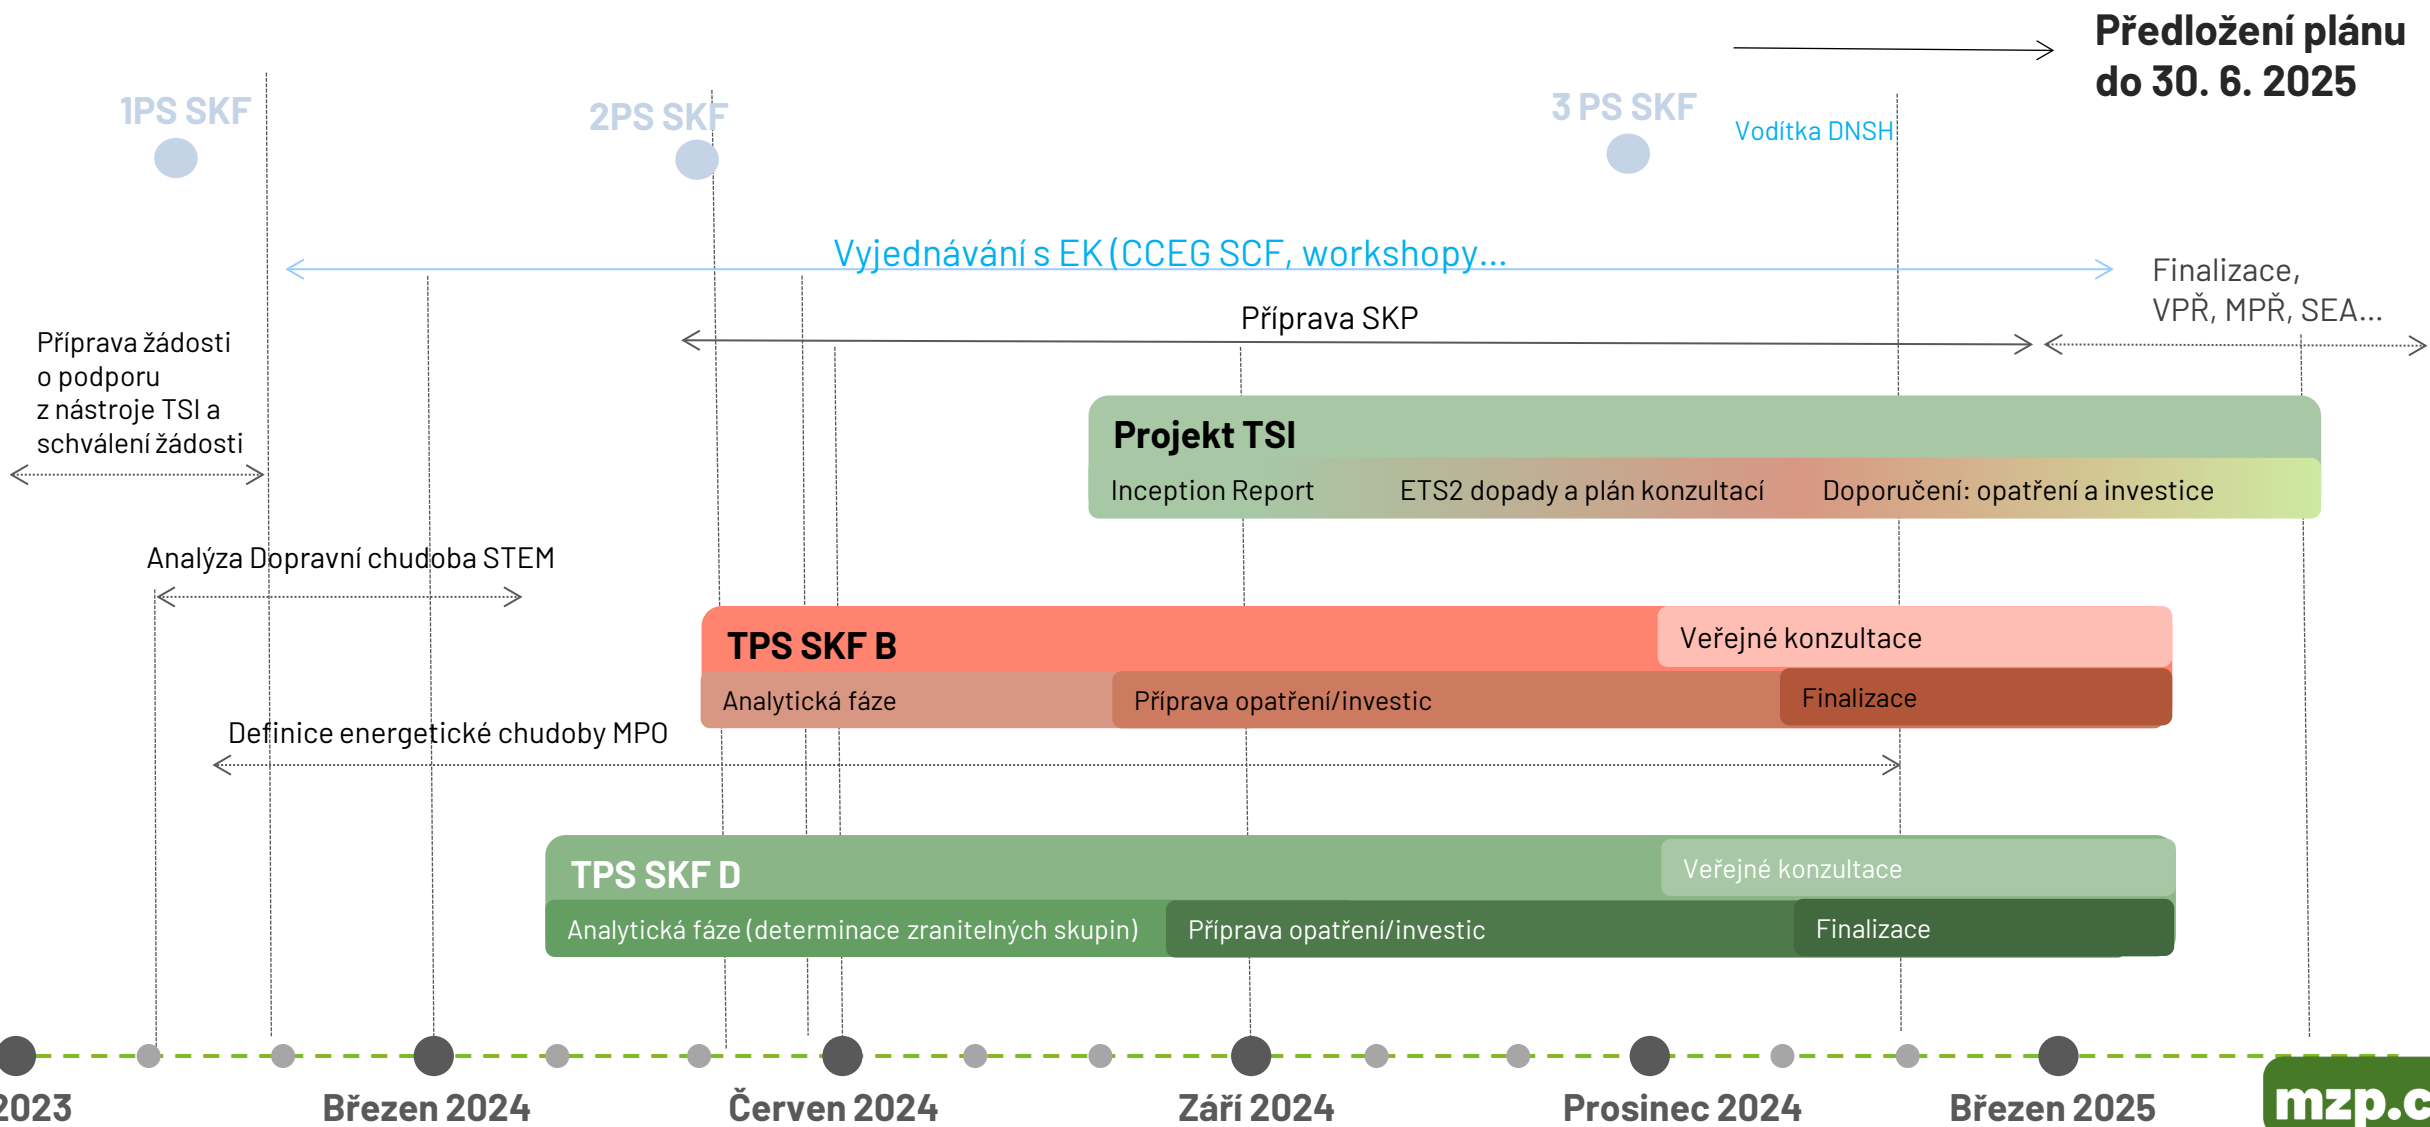 Předložení plánu
do 30. 6. 2025
1PS SKF
2PS SKF
3 PS SKF
Vodítka DNSH
Vyjednávání s EK (CCEG SCF, workshopy...
Finalizace,
VPŘ, MPŘ, SEA...
Příprava SKP
Příprava žádosti
o podporu
z nástroje TSI a
schválení žádosti
Projekt TSI
Inception Report
ETS2 dopady a plán konzultací
Doporučení: opatření a investice
Analýza Dopravní chudoba STEM
TPS SKF B
Veřejné konzultace
Analytická fáze
Příprava opatření/investic
Finalizace
Definice energetické chudoby MPO
TPS SKF D
Veřejné konzultace
Analytická fáze (determinace zranitelných skupin)
Příprava opatření/investic
Finalizace
2023
Březen 2024
Červen 2024
Září 2024
Prosinec 2024
Březen 2025
mzp.c